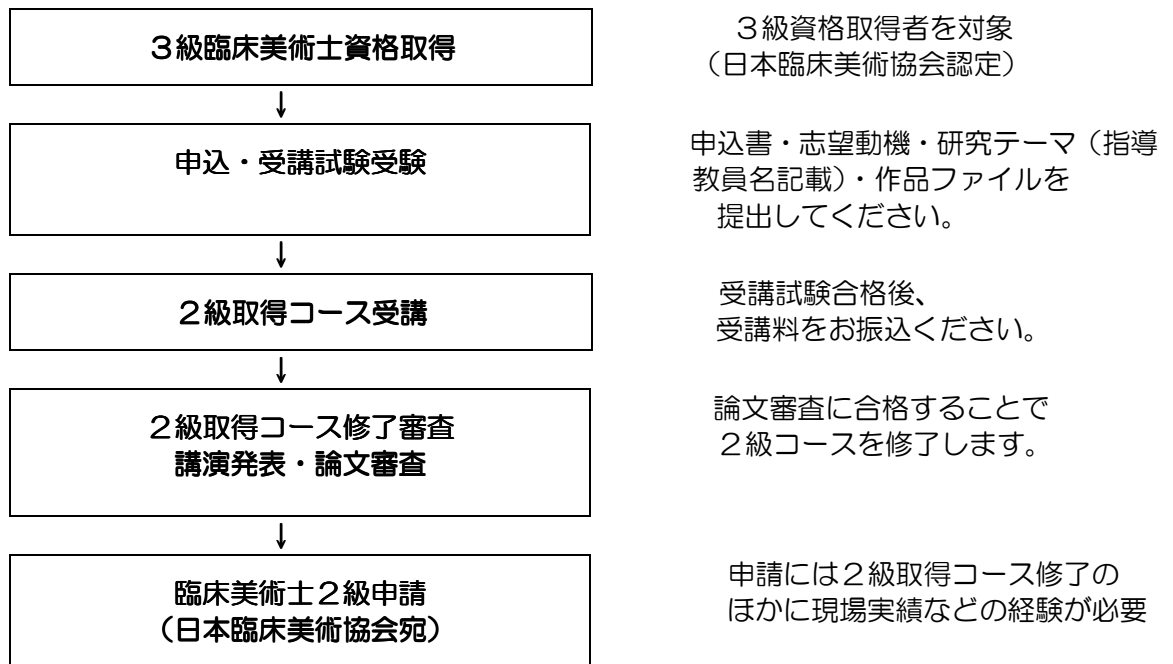 ３級臨床美術士資格取得
３級資格取得者を対象
（日本臨床美術協会認定）
↓
申込・受講試験受験
申込書・志望動機・研究テーマ（指導
教員名記載）・作品ファイルを
提出してください。
↓
２級取得コース受講
受講試験合格後、
受講料をお振込ください。
↓
２級取得コース修了審査
講演発表・論文審査
論文審査に合格することで
２級コースを修了します。
↓
臨床美術士２級申請
（日本臨床美術協会宛）
申請には２級取得コース修了の
ほかに現場実績などの経験が必要